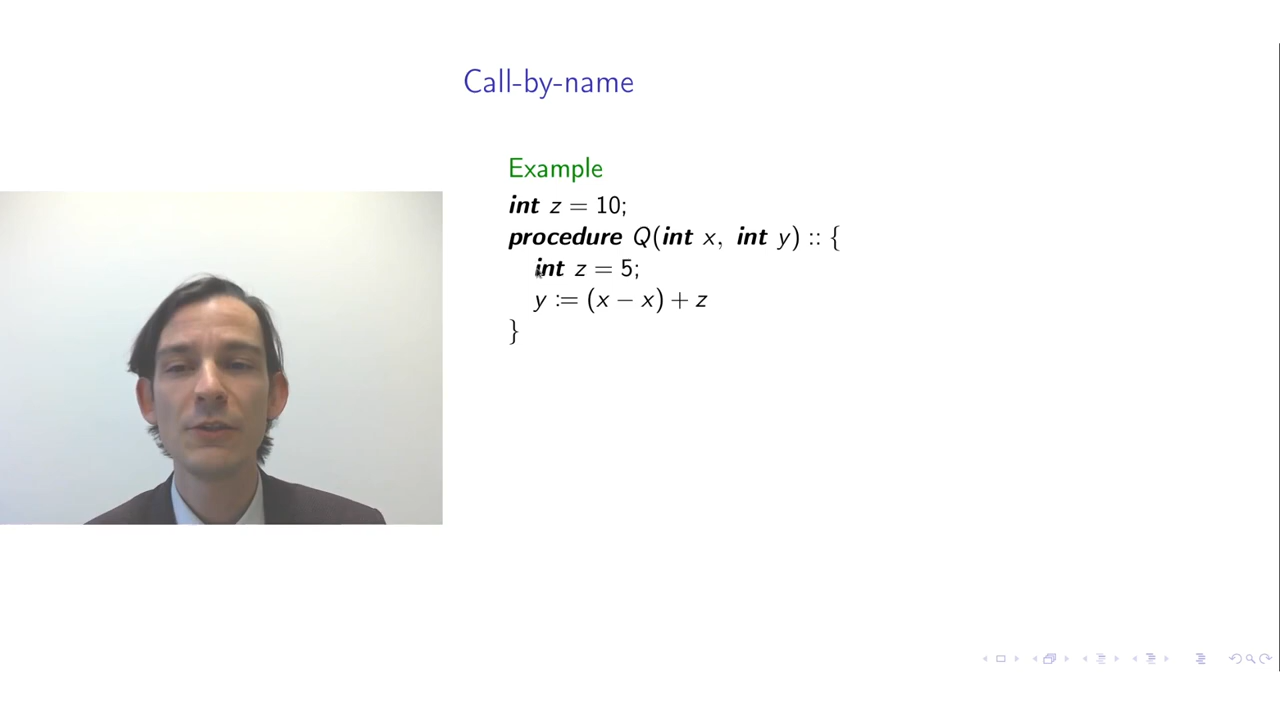 Call-by-name
Example
int z = 10;
procedure Q(int x, int y) :: {
int z = 5;
y := (x − x) + z
}